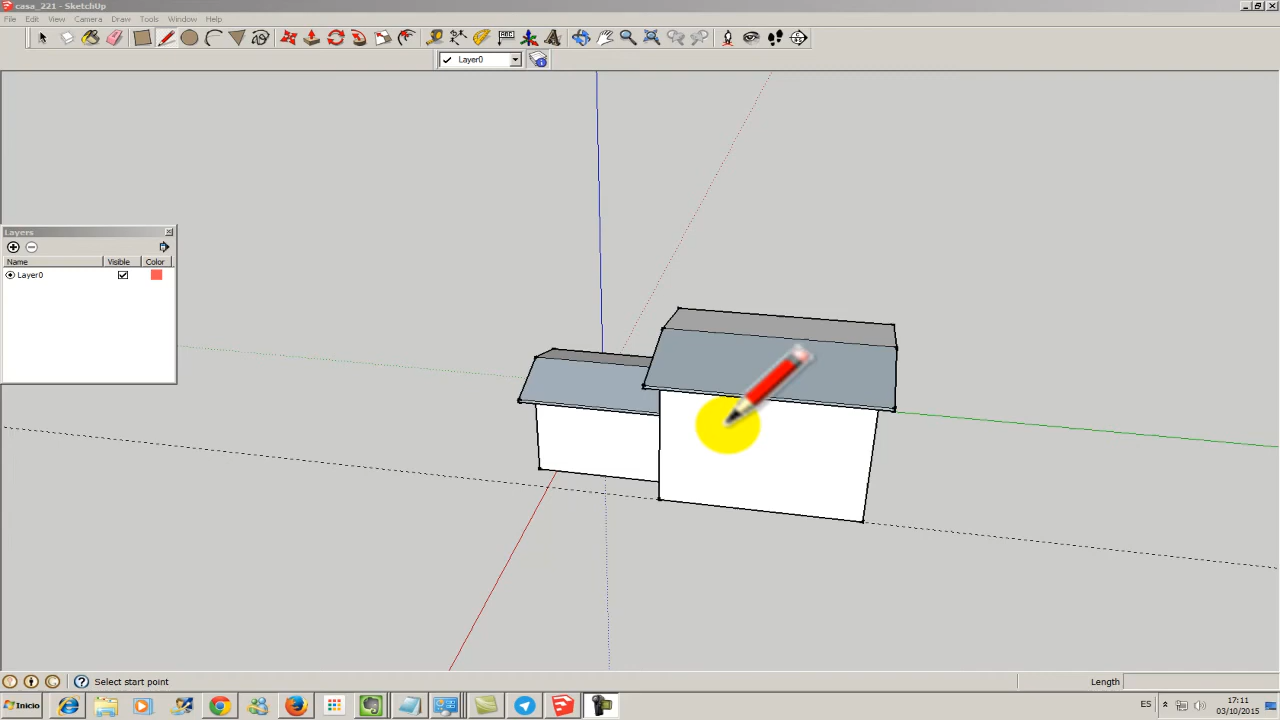 casa_221 - SketchUp
File Edit View Camera Draw Tools Window Help
Layer0
Layers
Name Visible Color
Layer0
Select start point
Length
Inicio
ES
17:11
03/10/2015